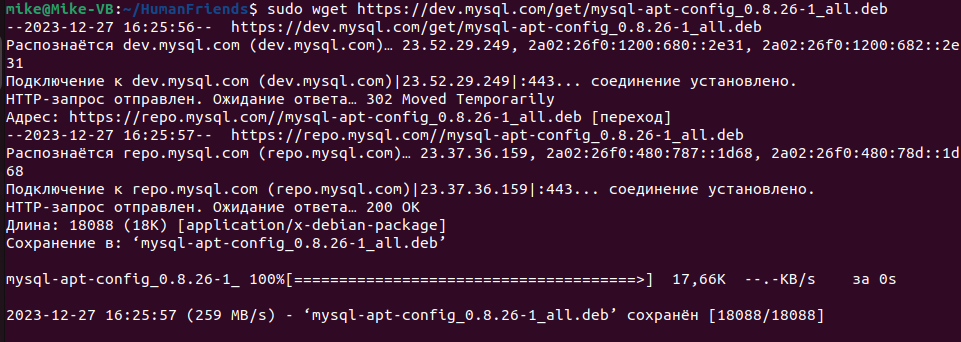 mike@Mike-VB:~/HumanFriends$ sudo wget https://dev.mysql.com/get/mysql-apt-config_0.8.26-1_all.deb
--2023-12-27 16:25:56--  https://dev.mysql.com/get/mysql-apt-config_0.8.26-1_all.deb
Распознаётся dev.mysql.com (dev.mysql.com)… 23.52.29.249, 2a02:26f0:1200:680::2e31, 2a02:26f0:1200:682::2e
31
Подключение к dev.mysql.com (dev.mysql.com)|23.52.29.249|:443... соединение установлено.
HTTP-запрос отправлен. Ожидание ответа… 302 Moved Temporarily
Адрес: https://repo.mysql.com//mysql-apt-config_0.8.26-1_all.deb [переход]
--2023-12-27 16:25:57--  https://repo.mysql.com//mysql-apt-config_0.8.26-1_all.deb
Распознаётся repo.mysql.com (repo.mysql.com)… 23.37.36.159, 2a02:26f0:480:787::1d68, 2a02:26f0:480:78d::1d
68
Подключение к repo.mysql.com (repo.mysql.com)|23.37.36.159|:443... соединение установлено.
HTTP-запрос отправлен. Ожидание ответа… 200 OK
Длина: 18088 (18K) [application/x-debian-package]
Сохранение в: ‘mysql-apt-config_0.8.26-1_all.deb’
mysql-apt-config_0.8.26-1_ 100%[======================================>]  17,66K  --.-KB/s    за 0s
2023-12-27 16:25:57 (259 MB/s) - ‘mysql-apt-config_0.8.26-1_all.deb’ сохранён [18088/18088]